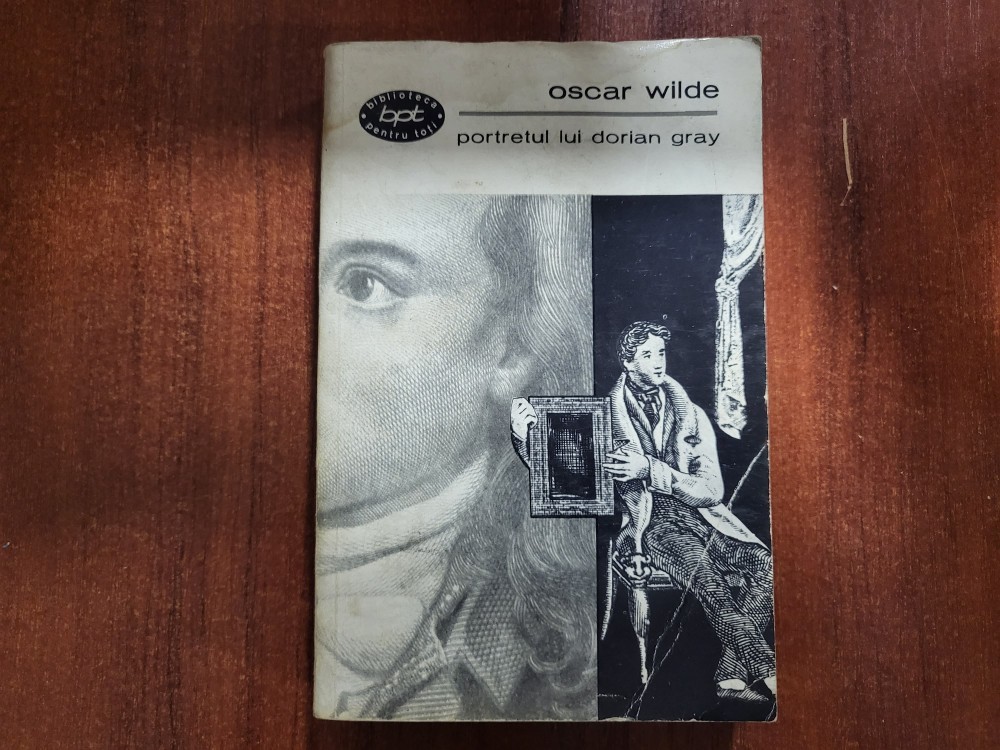 biblioteca
bpt
pentru toți
oscar wilde
portretul lui dorian gray